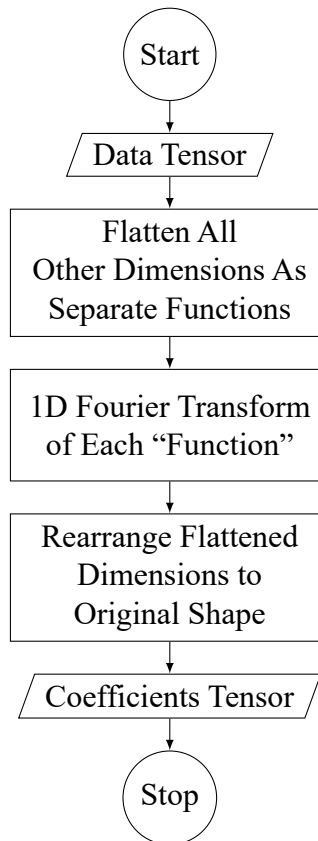 Start
Data Tensor
Flatten All
Other Dimensions As
Separate Functions
1D Fourier Transform
of Each “Function”
Rearrange Flattened
Dimensions to
Original Shape
Coefficients Tensor
Stop